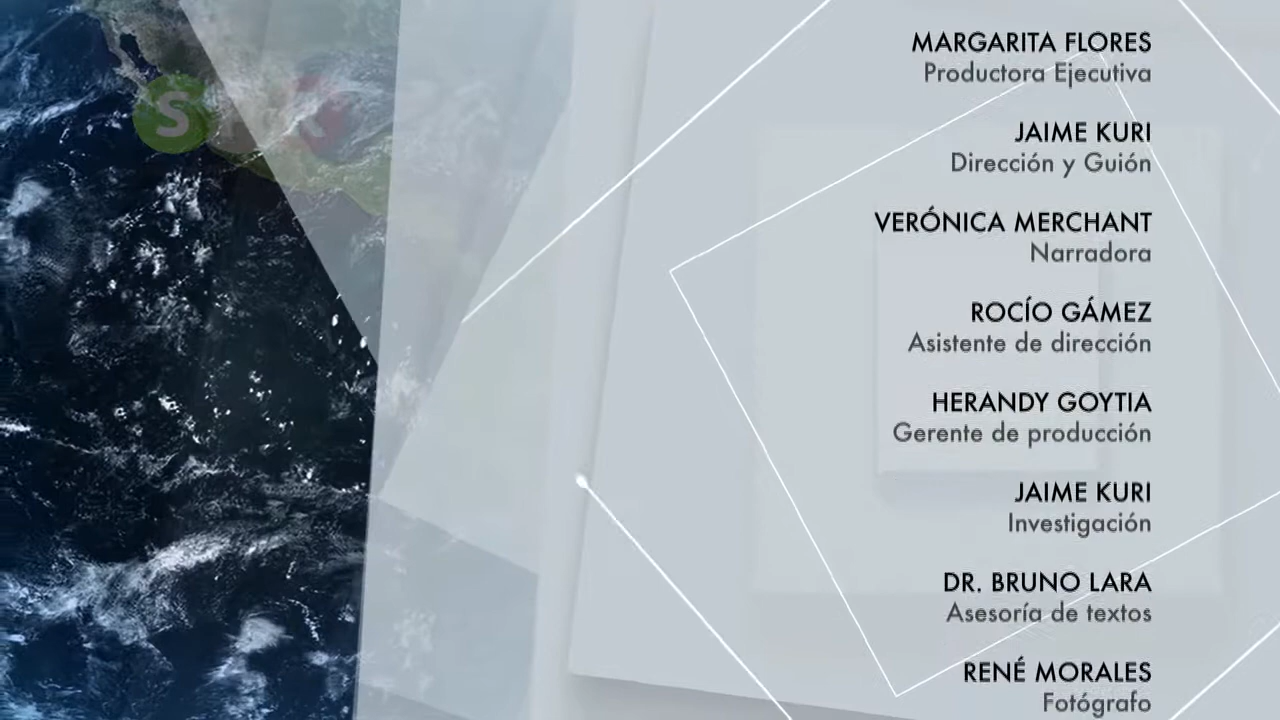 MARGARITA FLORES
Productora Ejecutiva
JAIME KURI
Dirección y Guión
VERÓNICA MERCHANT
Narradora
ROCÍO GÁMEZ
Asistente de dirección
HERANDY GOYTIA
Gerente de producción
JAIME KURI
Investigación
DR. BRUNO LARA
Asesoría de textos
RENÉ MORALES
Fotógrafo